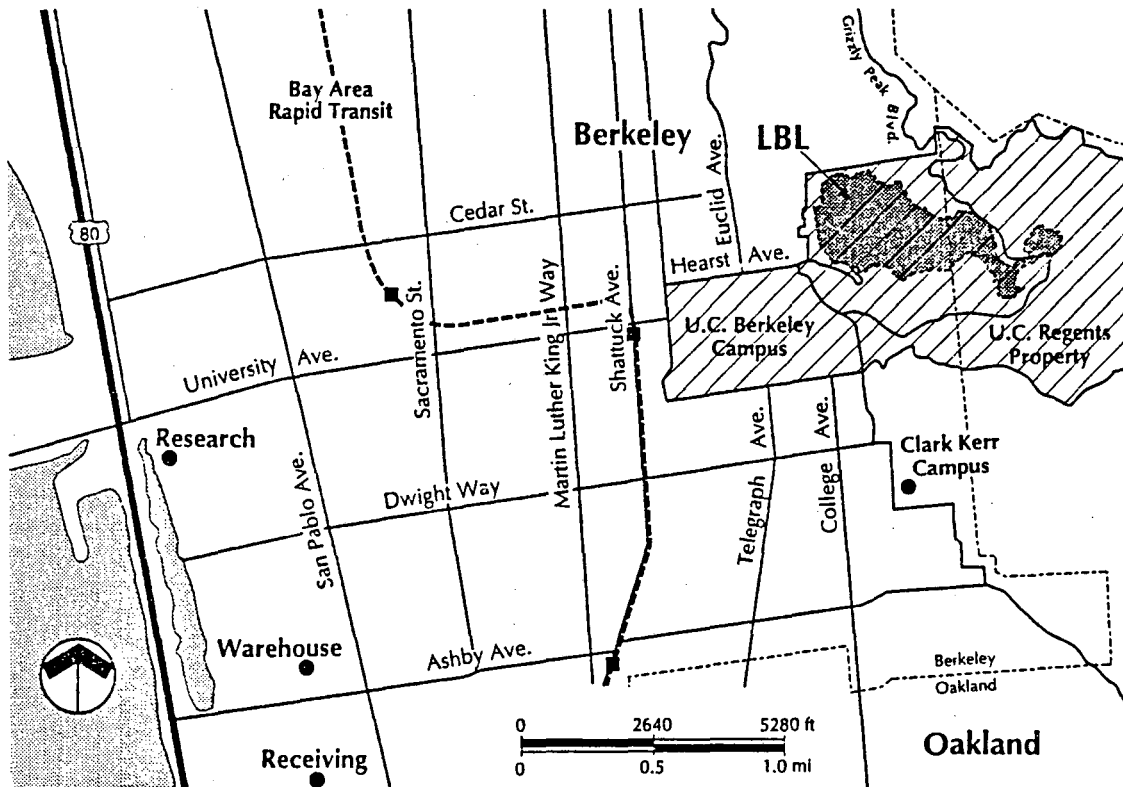 Grizzly Peak Blvd.
Bay Area
Rapid Transit
Berkeley
LBL
Euclid Ave.
Cedar St.
80
Hearst Ave.
Sacramento St.
Martin Luther King Jr. Way
Shattuck Ave.
U.C. Berkeley
Campus
U.C. Regents
Property
University Ave.
Research
San Pablo Ave.
Dwight Way
Telegraph Ave.
College Ave.
Clark Kerr
Campus
Warehouse
Ashby Ave.
Berkeley
Oakland
0 2640 5280 ft
0 0.5 1.0 mi
Oakland
Receiving